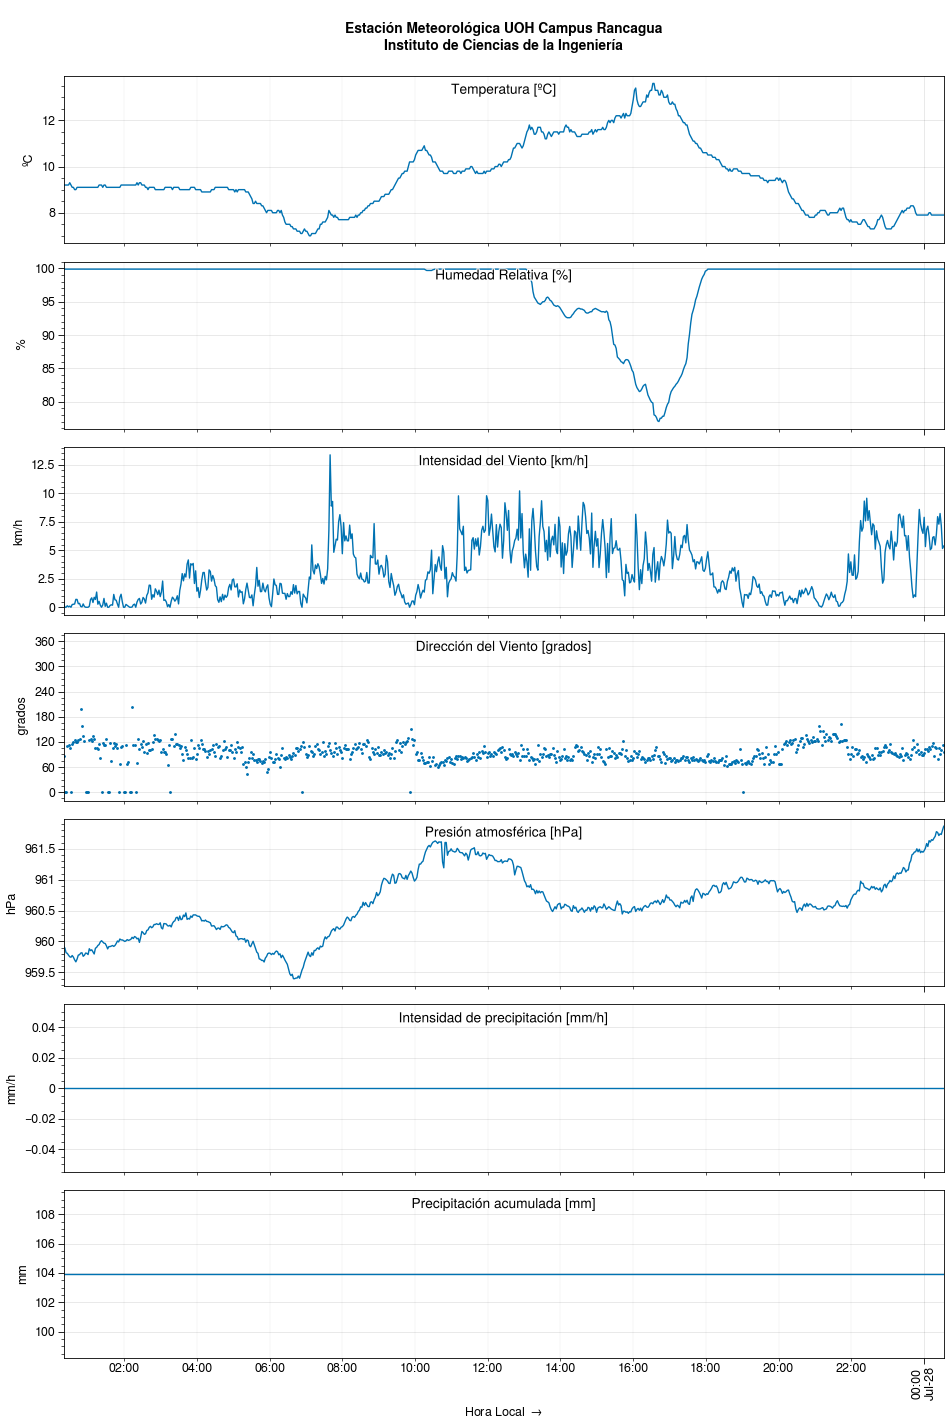 Estación Meteorológica UOH Campus Rancagua
Instituto de Ciencias de la Ingeniería
Temperatura [ºC]
ºC
12
10
8
Humedad Relativa [%]
%
100
95
90
85
80
Intensidad del Viento [km/h]
km/h
12.5
10
7.5
5
2.5
0
Dirección del Viento [grados]
grados
360
300
240
180
120
60
0
Presión atmosférica [hPa]
hPa
961.5
961
960.5
960
959.5
Intensidad de precipitación [mm/h]
mm/h
0.04
0.02
0
−0.02
−0.04
Precipitación acumulada [mm]
mm
108
106
104
102
100
02:00 04:00 06:00 08:00 10:00 12:00 14:00 16:00 18:00 20:00 22:00 00:00
Jul-28
Hora Local →